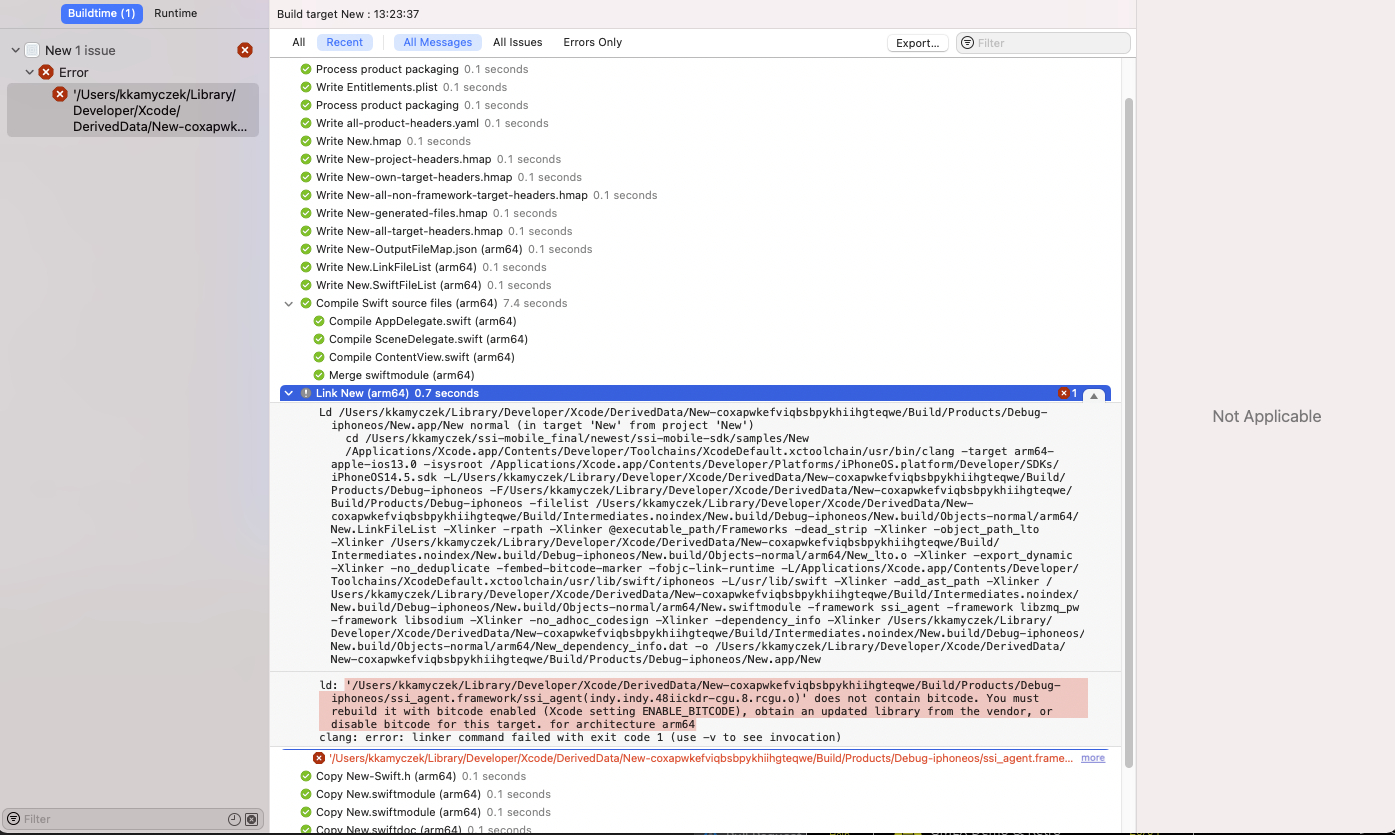 Buildtime (1) Runtime
New 1 issue
Error
'/Users/kkamyczek/Library/
Developer/Xcode/
DerivedData/New-coxapwk...
Filter
Build target New : 13:23:37
All Recent All Messages All Issues Errors Only Export... Filter
Process product packaging 0.1 seconds
Write Entitlements.plist 0.1 seconds
Process product packaging 0.1 seconds
Write all-product-headers.yaml 0.1 seconds
Write New.hmap 0.1 seconds
Write New-project-headers.hmap 0.1 seconds
Write New-own-target-headers.hmap 0.1 seconds
Write New-all-non-framework-target-headers.hmap 0.1 seconds
Write New-generated-files.hmap 0.1 seconds
Write New-all-target-headers.hmap 0.1 seconds
Write New-OutputFileMap.json (arm64) 0.1 seconds
Write New.LinkFileList (arm64) 0.1 seconds
Write New.SwiftFileList (arm64) 0.1 seconds
Compile Swift source files (arm64) 7.4 seconds
Compile AppDelegate.swift (arm64)
Compile SceneDelegate.swift (arm64)
Compile ContentView.swift (arm64)
Merge swiftmodule (arm64)
Link New (arm64) 0.7 seconds 1
Ld /Users/kkamyczek/Library/Developer/Xcode/DerivedData/New-coxapwkefviqbsbpykhiihgteqwe/Build/Products/Debug-
iphoneos/New.app/New normal (in target 'New' from project 'New')
cd /Users/kkamyczek/ssi-mobile_final/newest/ssi-mobile-sdk/samples/New
/Applications/Xcode.app/Contents/Developer/Toolchains/XcodeDefault.xctoolchain/usr/bin/clang -target arm64-
apple-ios13.0 -isysroot /Applications/Xcode.app/Contents/Developer/Platforms/iPhoneOS.platform/Developer/SDKs/
iPhoneOS14.5.sdk -L/Users/kkamyczek/Library/Developer/Xcode/DerivedData/New-coxapwkefviqbsbpykhiihgteqwe/Build/
Products/Debug-iphoneos -F/Users/kkamyczek/Library/Developer/Xcode/DerivedData/New-coxapwkefviqbsbpykhiihgteqwe/
Build/Products/Debug-iphoneos -filelist /Users/kkamyczek/Library/Developer/Xcode/DerivedData/New-
coxapwkefviqbsbpykhiihgteqwe/Build/Intermediates.noindex/New.build/Debug-iphoneos/New.build/Objects-normal/arm64/
New.LinkFileList -Xlinker -rpath -Xlinker @executable_path/Frameworks -dead_strip -Xlinker -object_path_lto
-Xlinker /Users/kkamyczek/Library/Developer/Xcode/DerivedData/New-coxapwkefviqbsbpykhiihgteqwe/Build/
Intermediates.noindex/New.build/Debug-iphoneos/New.build/Objects-normal/arm64/New_lto.o -Xlinker -export_dynamic
-Xlinker -no_deduplicate -fembed-bitcode-marker -fobjc-link-runtime -L/Applications/Xcode.app/Contents/Developer/
Toolchains/XcodeDefault.xctoolchain/usr/lib/swift/iphoneos -L/usr/lib/swift -Xlinker -add_ast_path -Xlinker /
Users/kkamyczek/Library/Developer/Xcode/DerivedData/New-coxapwkefviqbsbpykhiihgteqwe/Build/Intermediates.noindex/
New.build/Debug-iphoneos/New.build/Objects-normal/arm64/New.swiftmodule -framework ssi_agent -framework libzmq_pw
-framework libsodium -Xlinker -no_adhoc_codesign -Xlinker -dependency_info -Xlinker /Users/kkamyczek/Library/
Developer/Xcode/DerivedData/New-coxapwkefviqbsbpykhiihgteqwe/Build/Intermediates.noindex/New.build/Debug-iphoneos/
New.build/Objects-normal/arm64/New_dependency_info.dat -o /Users/kkamyczek/Library/Developer/Xcode/DerivedData/
New-coxapwkefviqbsbpykhiihgteqwe/Build/Products/Debug-iphoneos/New.app/New
ld: '/Users/kkamyczek/Library/Developer/Xcode/DerivedData/New-coxapwkefviqbsbpykhiihgteqwe/Build/Products/Debug-
iphoneos/ssi_agent.framework/ssi_agent(indy.indy.48iickdr-cgu.8.rcgu.o)' does not contain bitcode. You must
rebuild it with bitcode enabled (Xcode setting ENABLE_BITCODE), obtain an updated library from the vendor, or
disable bitcode for this target. for architecture arm64
clang: error: linker command failed with exit code 1 (use -v to see invocation)
'/Users/kkamyczek/Library/Developer/Xcode/DerivedData/New-coxapwkefviqbsbpykhiihgteqwe/Build/Products/Debug-iphoneos/ssi_agent.frame... more
Copy New-Swift.h (arm64) 0.1 seconds
Copy New.swiftmodule (arm64) 0.1 seconds
Copy New.swiftmodule (arm64) 0.1 seconds
Copy New.swiftdoc (arm64) 0.1 seconds
Not Applicable